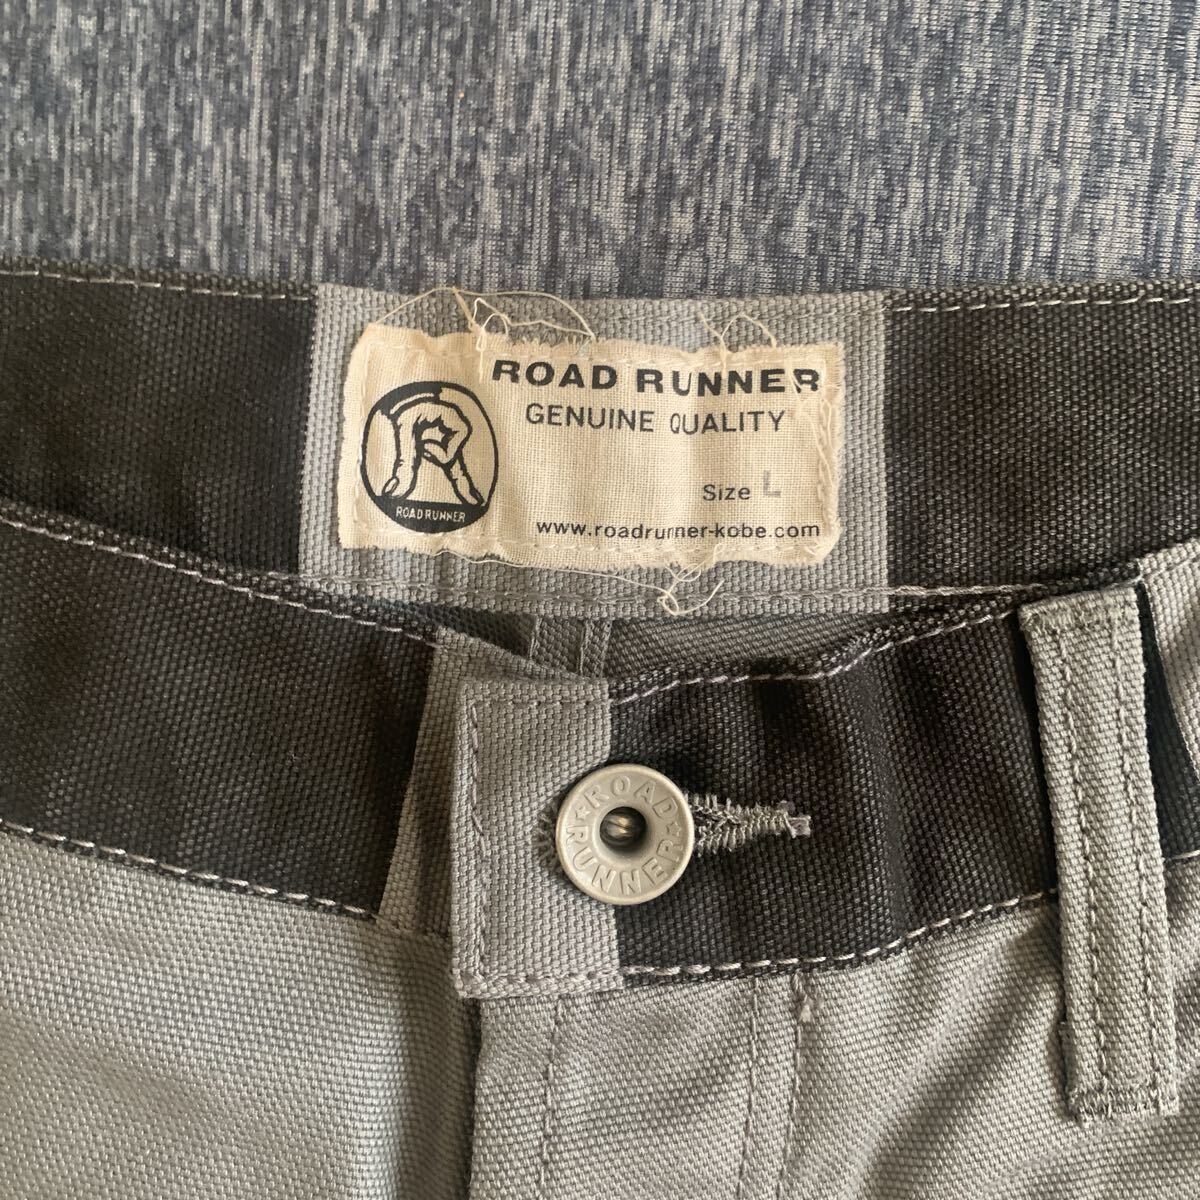 ROAD RUNNER
GENUINE QUALITY
Size L
www.roadrunner-kobe.com
R
ROAD RUNNER
ROAD
RUNNER